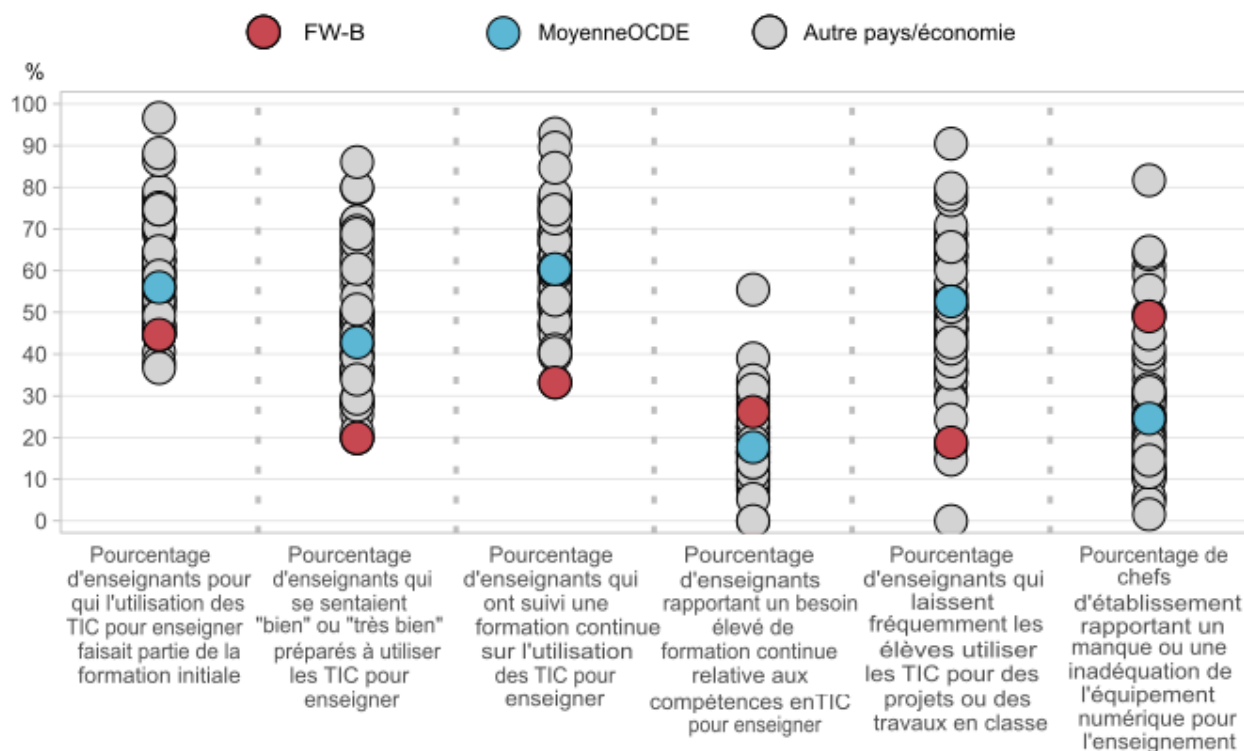 FW-B
MoyenneOCDE
Autre pays/économie
%
100
90
80
70
60
50
40
30
20
10
0
Pourcentage
d'enseignants pour
qui l'utilisation des
TIC pour enseigner
faisait partie de la
formation initiale
Pourcentage
d'enseignants qui
se sentaient
"bien" ou "très bien"
préparés à utiliser
les TIC pour
enseigner
Pourcentage
d'enseignants qui
ont suivi une
formation continue
sur l'utilisation
des TIC pour
enseigner
Pourcentage
d'enseignants
rapportant un besoin
élevé de
formation continue
relative aux
compétences enTIC
pour enseigner
Pourcentage
d'enseignants qui
laissent
fréquemment les
élèves utiliser
les TIC pour des
projets ou des
travaux en classe
Pourcentage de
chefs
d'établissement
rapportant un
manque ou une
inadéquation de
l'équipement
numérique pour
l'enseignement